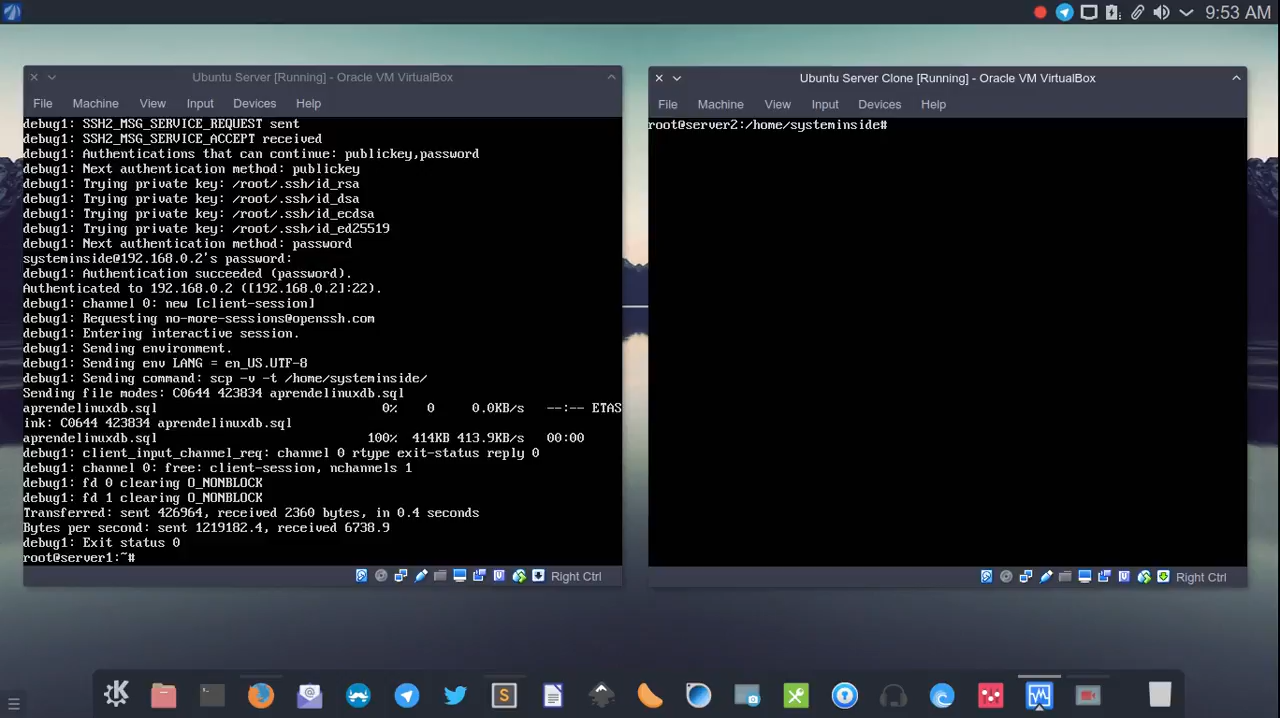 9:53 AM
Ubuntu Server [Running] - Oracle VM VirtualBox
File Machine View Input Devices Help
debug1: SSH2_MSG_SERVICE_REQUEST sent
debug1: SSH2_MSG_SERVICE_ACCEPT received
debug1: Authentications that can continue: publickey,password
debug1: Next authentication method: publickey
debug1: Trying private key: /root/.ssh/id_rsa
debug1: Trying private key: /root/.ssh/id_dsa
debug1: Trying private key: /root/.ssh/id_ecdsa
debug1: Trying private key: /root/.ssh/id_ed25519
debug1: Next authentication method: password
systeminside@192.168.0.2's password:
debug1: Authentication succeeded (password).
Authenticated to 192.168.0.2 ([192.168.0.2]:22).
debug1: channel 0: new [client-session]
debug1: Requesting no-more-sessions@openssh.com
debug1: Entering interactive session.
debug1: Sending environment.
debug1: Sending env LANG = en_US.UTF-8
debug1: Sending command: scp -v -t /home/systeminside/
Sending file modes: C0644 423834 aprendelinuxdb.sql
aprendelinuxdb.sql 0% 0 0.0KB/s --:-- ETAS
ink: C0644 423834 aprendelinuxdb.sql
aprendelinuxdb.sql 100% 414KB 413.9KB/s 00:00
debug1: client_input_channel_req: channel 0 rtype exit-status reply 0
debug1: channel 0: free: client-session, nchannels 1
debug1: fd 0 clearing O_NONBLOCK
debug1: fd 1 clearing O_NONBLOCK
Transferred: sent 426964, received 2360 bytes, in 0.4 seconds
Bytes per second: sent 1219182.4, received 6738.9
debug1: Exit status 0
root@server1:~#
Right Ctrl
Ubuntu Server Clone [Running] - Oracle VM VirtualBox
File Machine View Input Devices Help
root@server2:/home/systeminside#
Right Ctrl